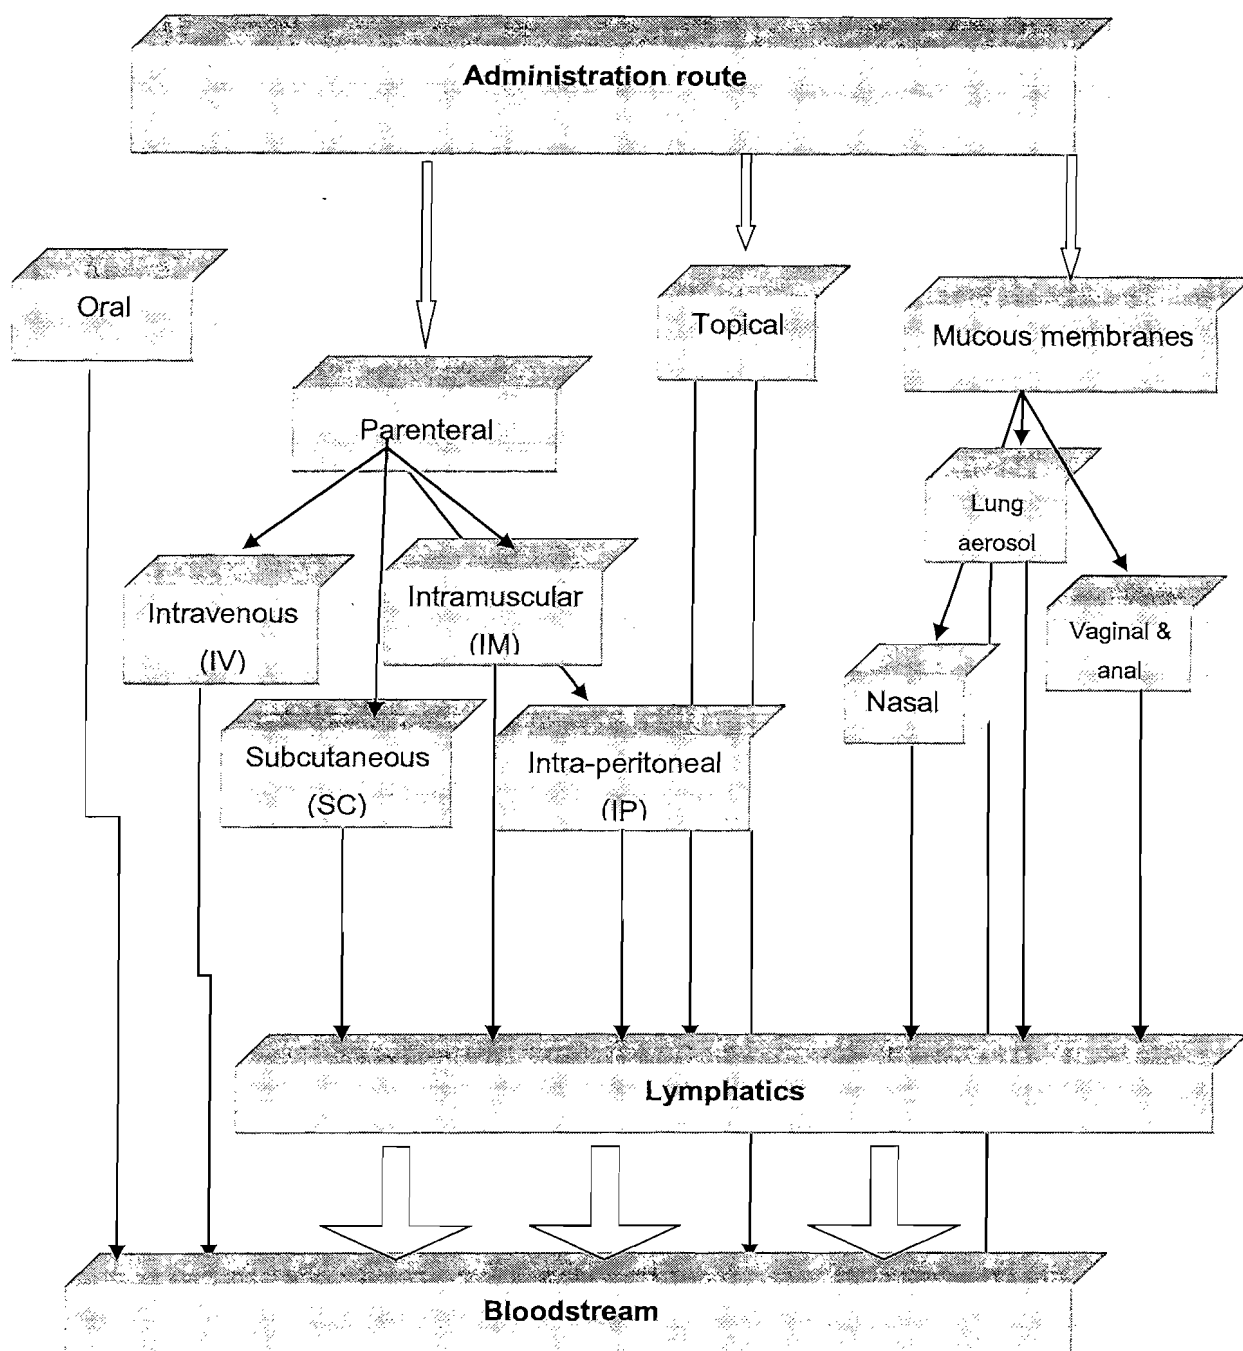 Administration route
Oral
Topical
Mucous membranes
Parenteral
Lung
aerosol
Intravenous
(IV)
Intramuscular
(IM)
Vaginal &
anal
Nasal
Subcutaneous
(SC)
Intra-peritoneal
(IP)
Lymphatics
Bloodstream